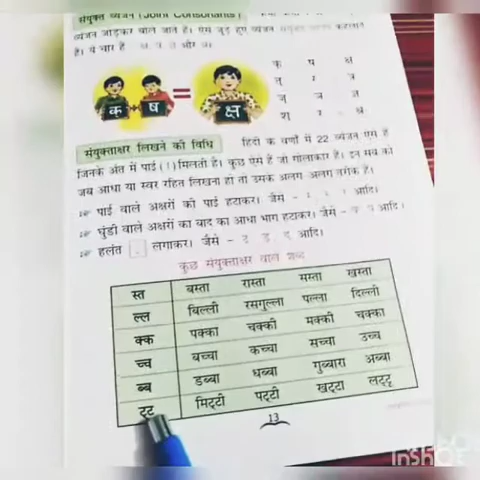 संयुक्त व्यंजन (Joint Consonants)
व्यंजन जोड़कर बोले जाते हैं। ऐसे जुड़े हुए व्यंजन संयुक्त व्यंजन कहलाते
हैं। ये चार हैं
क + ष = क्ष
क् ष क्ष
त् र त्र
ज् ञ ज्ञ
श् र श्र
संयुक्ताक्षर लिखने की विधि हिंदी के वर्णों में 22 व्यंजन ऐसे हैं
जिनके अंत में पाई (ा) मिलती है। कुछ ऐसे हैं जो गोलाकार हैं। इन सब को
जब आधा या स्वर रहित लिखना हो तो उसके अलग-अलग तरीके हैं।
पाई वाले अक्षरों की पाई हटाकर। जैसे - आदि।
घुंडी वाले अक्षरों का बाद का आधा भाग हटाकर। जैसे - आदि।
हलंत लगाकर। जैसे - आदि।
कुछ संयुक्ताक्षर वाले शब्द
स्त बस्ता रास्ता सस्ता खस्ता
ल्ल बिल्ली रसगुल्ला पल्ला दिल्ली
क्क पक्का चक्की मक्की चक्का
च्च बच्चा कच्चा सच्चा उच्च
ब्ब डब्बा धब्बा गुब्बारा अब्बा
ट्ट मिट्टी पट्टी खट्टा लट्टू
13